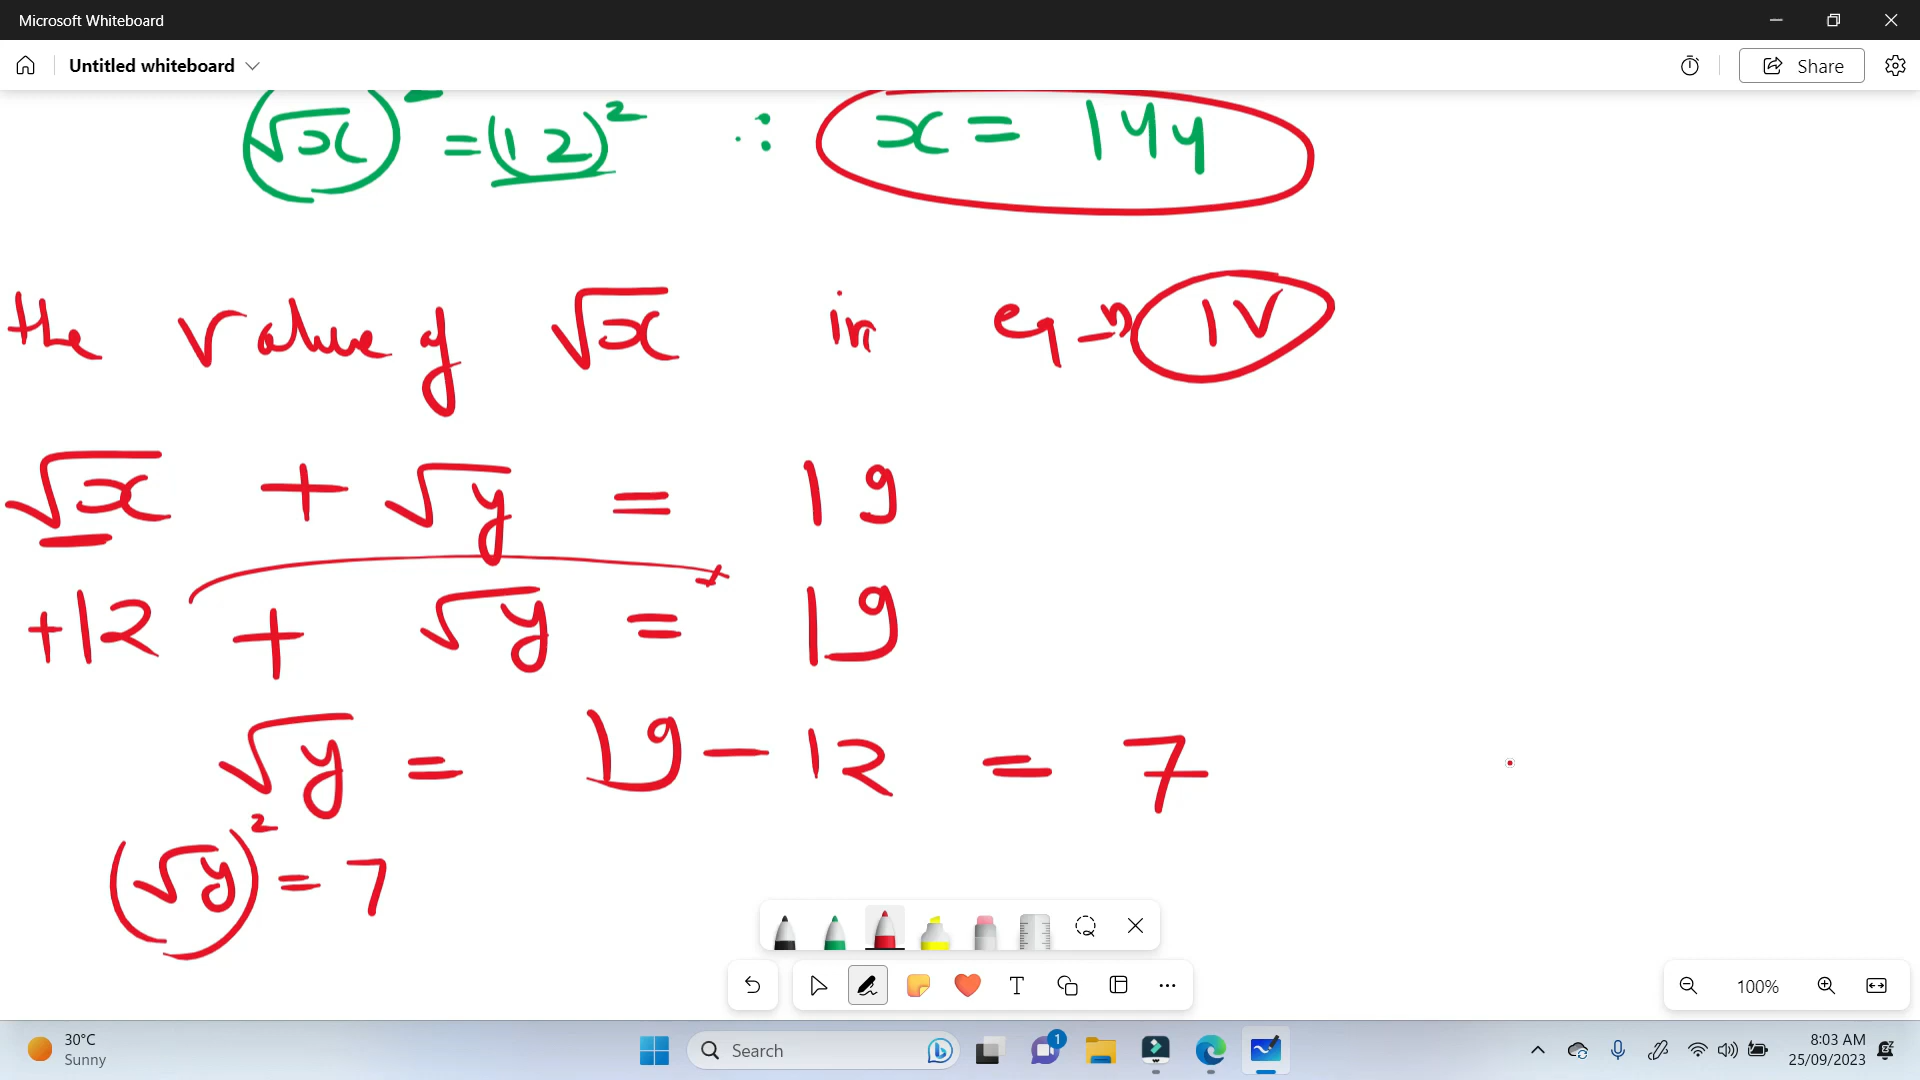 Microsoft Whiteboard
Untitled whiteboard
Share
(√x)² = (12)² ∴ x = 144
the value of √x in eqn IV
√x + √y = 19
+12 + √y = 19
√y = 19 - 12 = 7
(√y)² = 7
100%
30°C
Sunny
Search
1
8:03 AM
25/09/2023